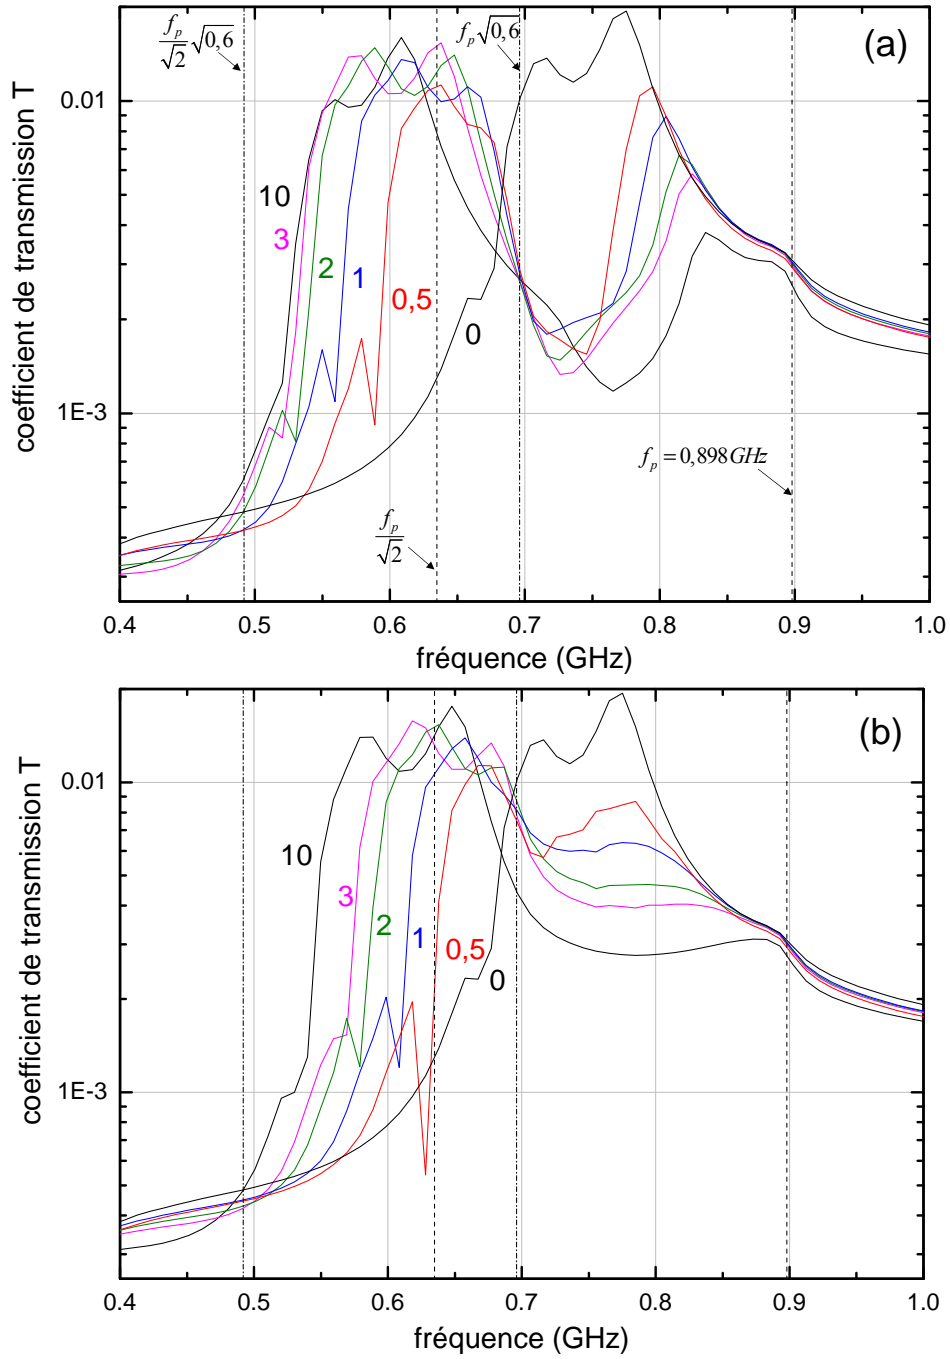 (a)
f_p/√2 √0,6
f_p √0,6
coefficient de transmission T
0.01
1E-3
10
3
2
1
0,5
0
f_p = 0,898 GHz
f_p/√2
0.4 0.5 0.6 0.7 0.8 0.9 1.0
fréquence (GHz)
(b)
coefficient de transmission T
0.01
1E-3
10
3
2
1
0,5
0
0.4 0.5 0.6 0.7 0.8 0.9 1.0
fréquence (GHz)